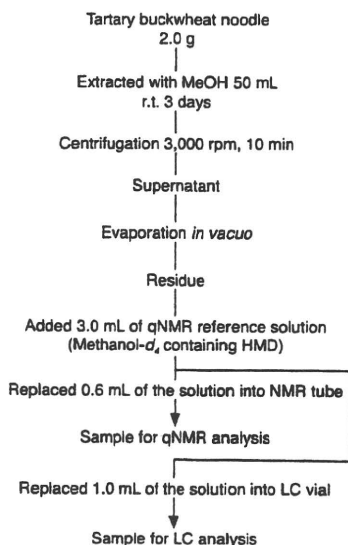 Tartary buckwheat noodle
2.0 g
Extracted with MeOH 50 mL
r.t. 3 days
Centrifugation 3,000 rpm, 10 min
Supernatant
Evaporation in vacuo
Residue
Added 3.0 mL of qNMR reference solution
(Methanol-d4 containing HMD)
Replaced 0.6 mL of the solution into NMR tube
Sample for qNMR analysis
Replaced 1.0 mL of the solution into LC vial
Sample for LC analysis